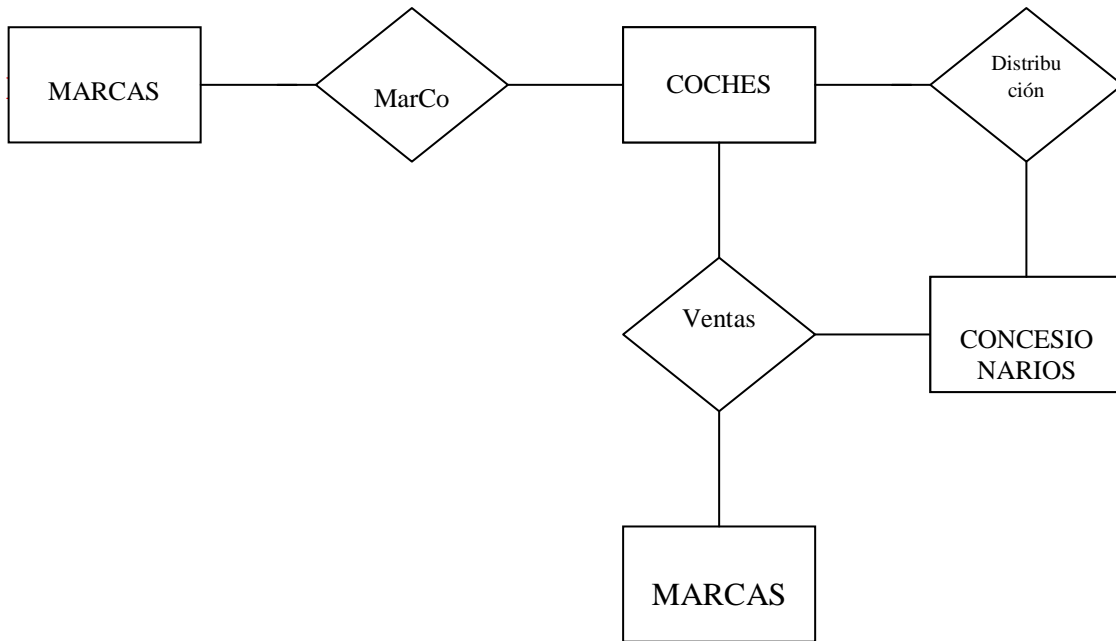 MARCAS
MarCo
COCHES
Distribu
ción
Ventas
CONCESIO
NARIOS
MARCAS